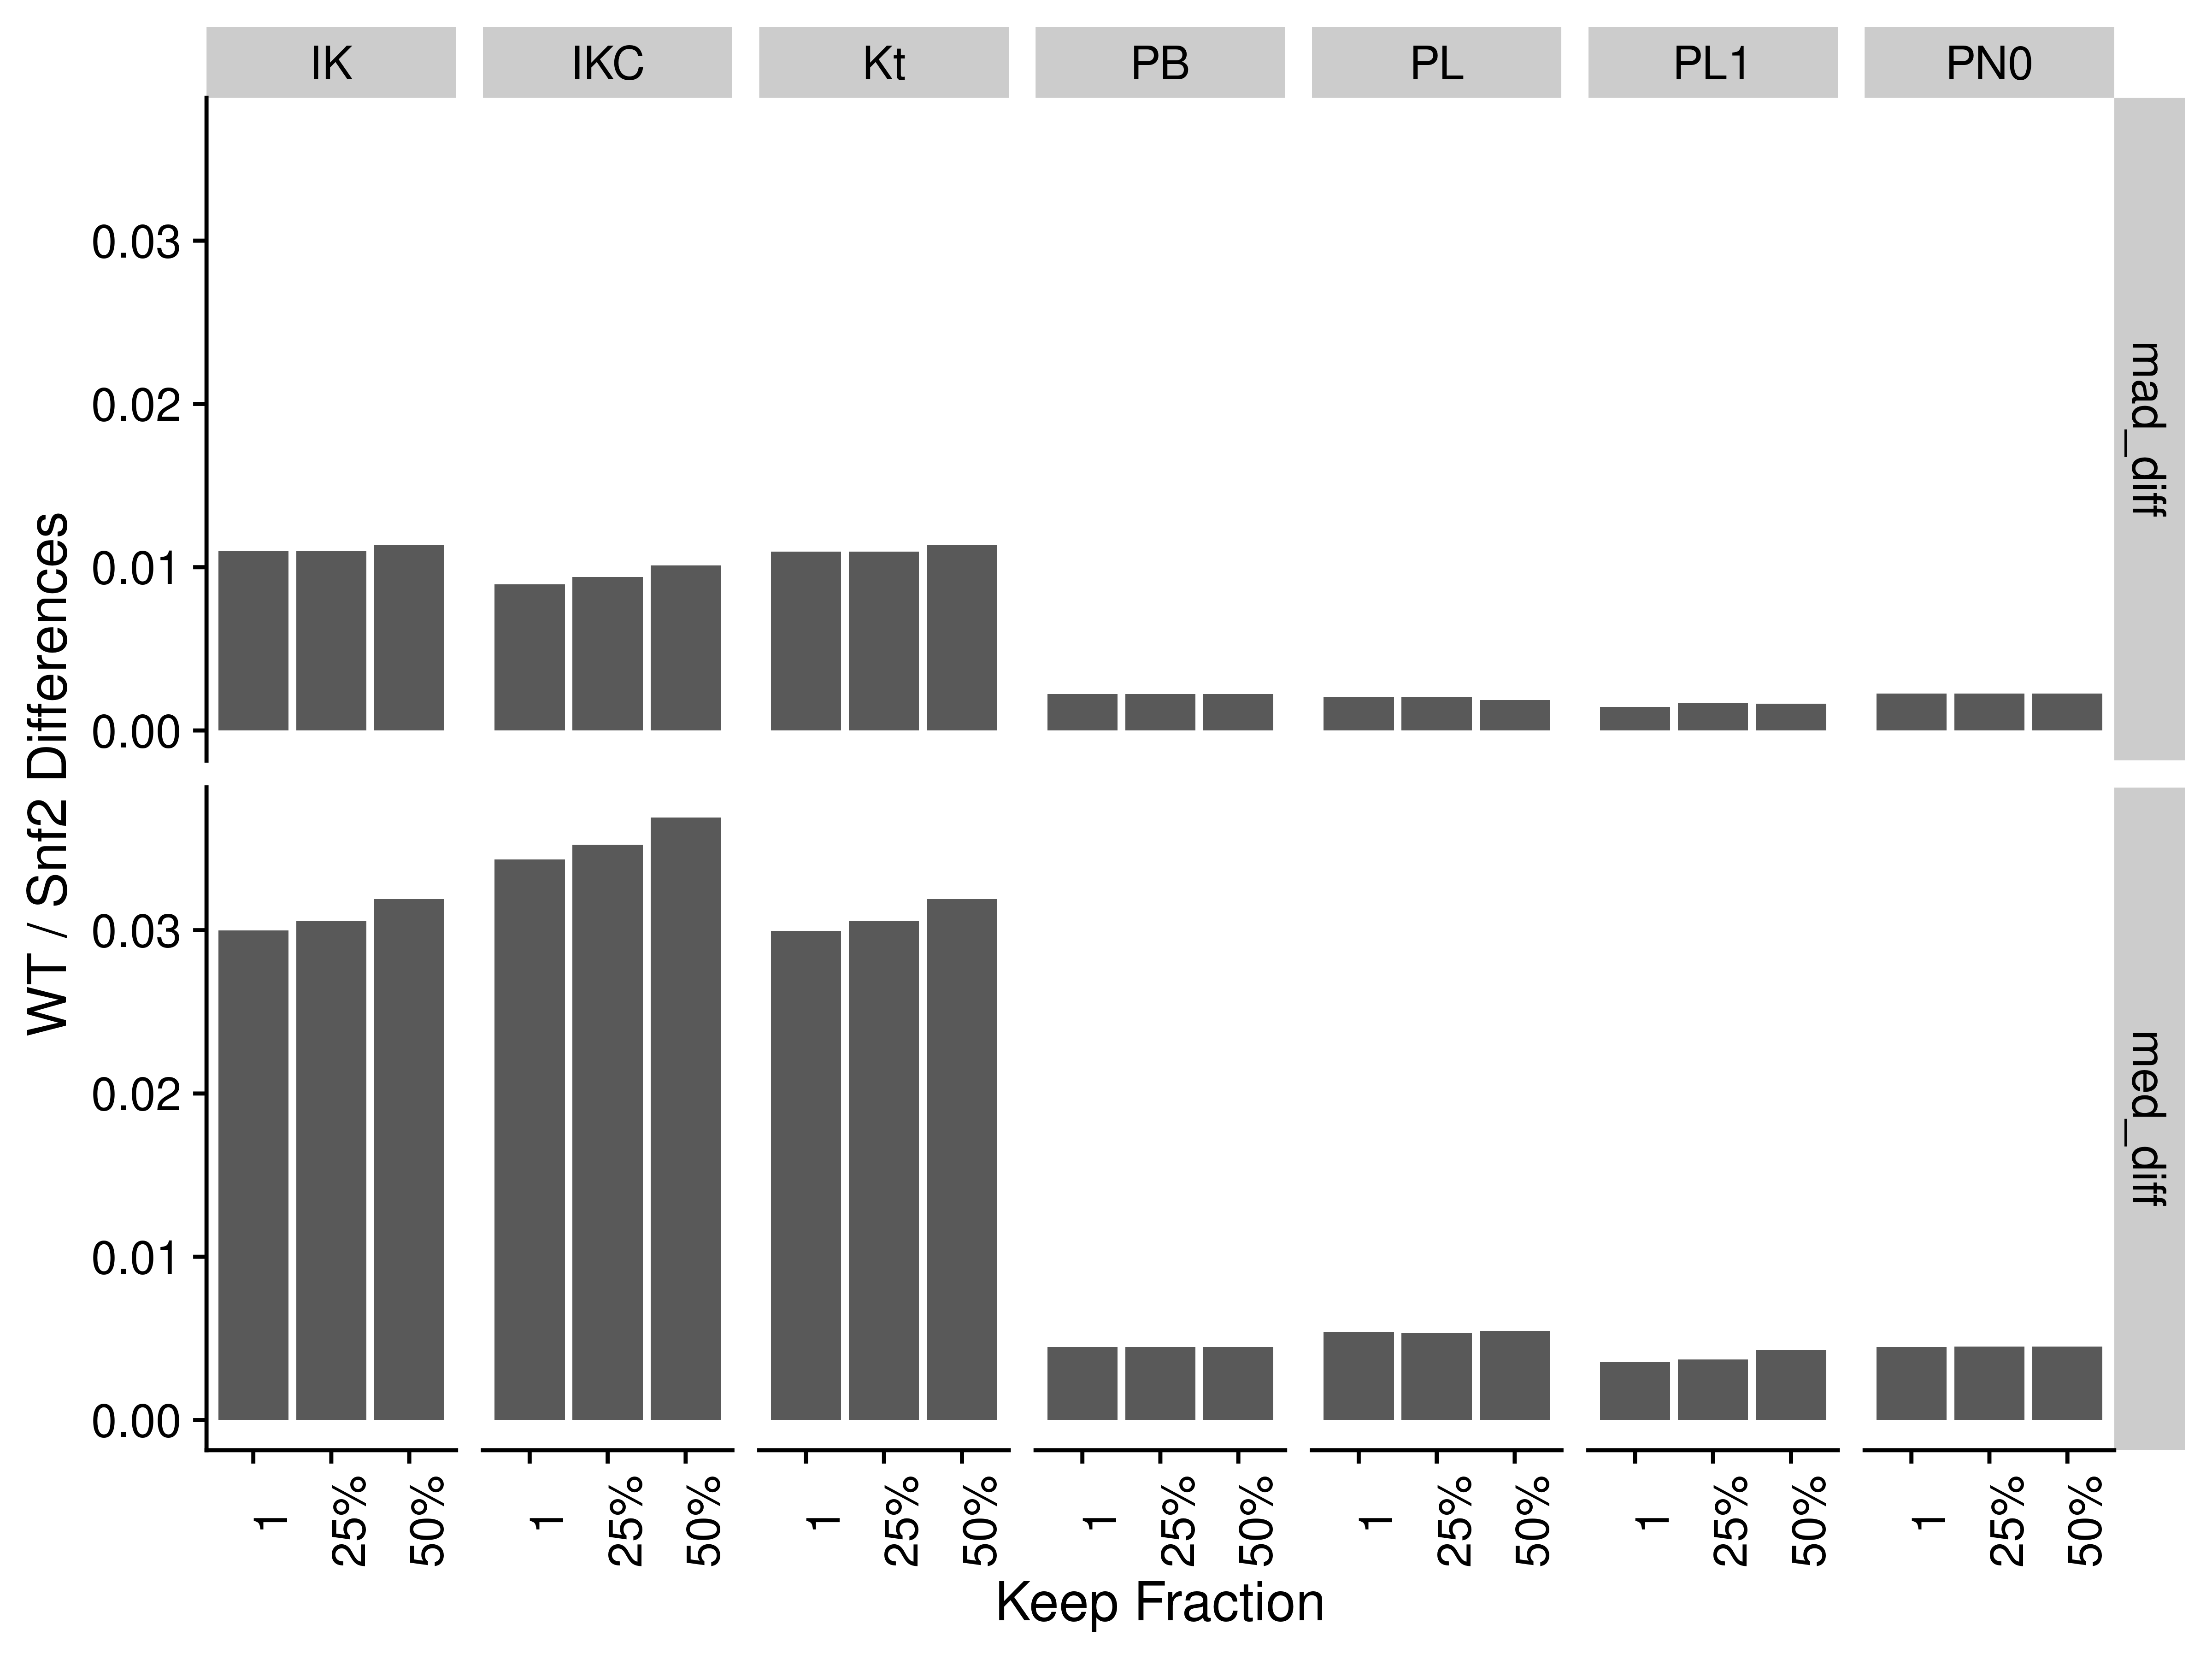 IK IKC Kt PB PL PL1 PN0
WT / Snf2 Differences
0.03
0.02
0.01
0.00
mad_diff
0.03
0.02
0.01
0.00
med_diff
1 25% 50% 1 25% 50% 1 25% 50% 1 25% 50% 1 25% 50% 1 25% 50% 1 25% 50%
Keep Fraction